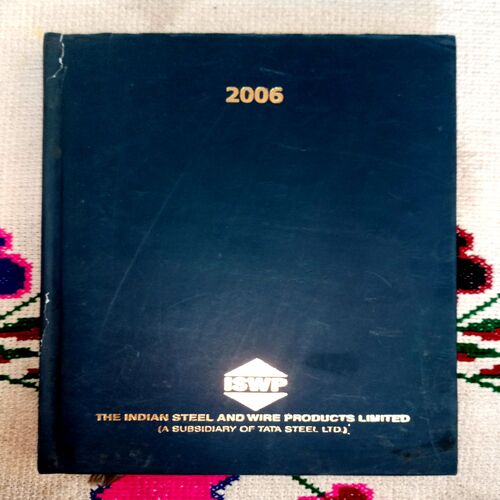 2006
ISWP
THE INDIAN STEEL AND WIRE PRODUCTS LIMITED
(A SUBSIDIARY OF TATA STEEL LTD.)